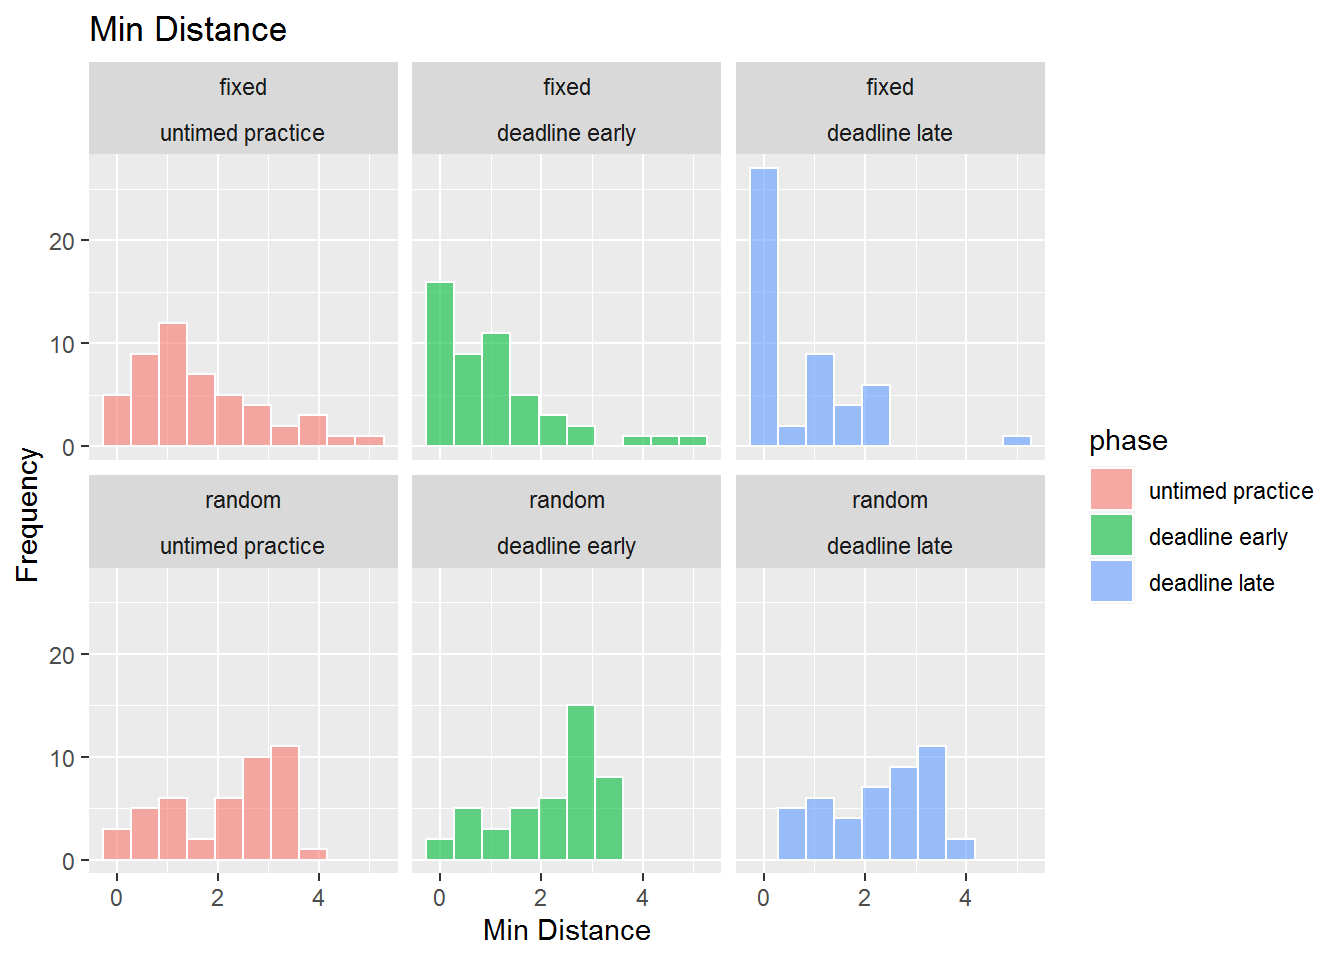 Min Distance
fixed
untimed practice
fixed
deadline early
fixed
deadline late
20
10
0
Frequency
random
untimed practice
random
deadline early
random
deadline late
20
10
0
0 2 4
0 2 4
0 2 4
Min Distance
phase
untimed practice
deadline early
deadline late